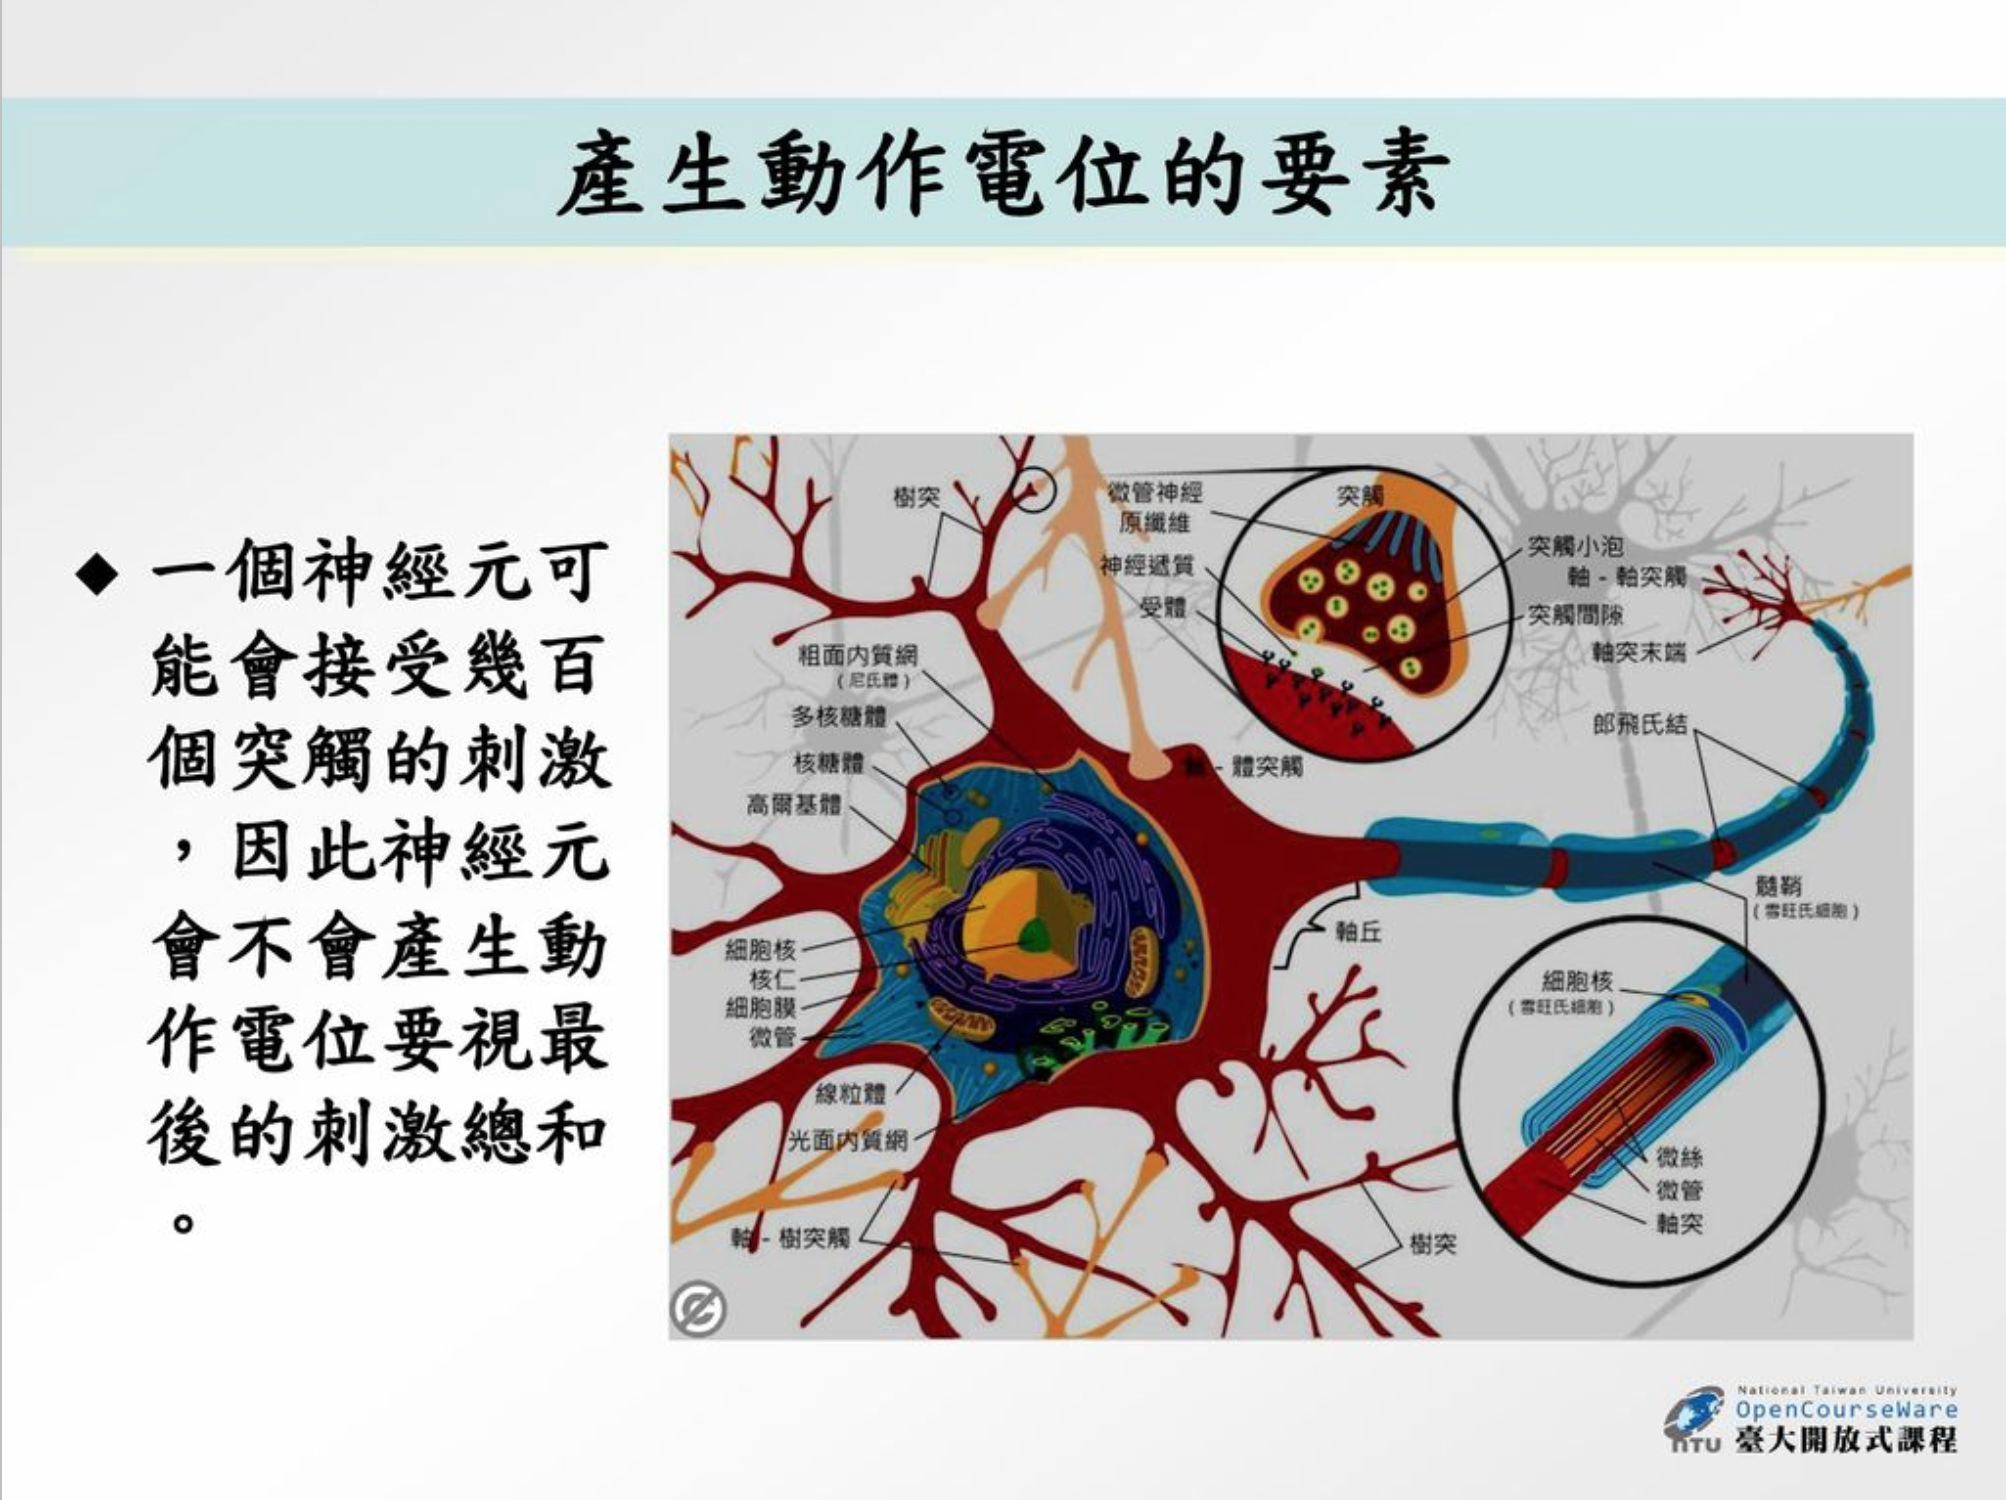 產生動作電位的要素
◆ 一個神經元可
能會接受幾百
個突觸的刺激
，因此神經元
會不會產生動
作電位要視最
後的刺激總和
。
樹突
微管神經
原纖維
神經遞質
受體
突觸
突觸小泡
軸 - 軸突觸
突觸間隙
軸突末端
郎飛氏結
粗面內質網
（尼氏體）
多核糖體
核糖體
高爾基體
- 體突觸
髓鞘
（雪旺氏細胞）
軸丘
細胞核
核仁
細胞膜
微管
線粒體
光面內質網
軸 - 樹突觸
樹突
細胞核
（雪旺氏細胞）
微絲
微管
軸突
National Taiwan University
OpenCourseWare
NTU 臺大開放式課程